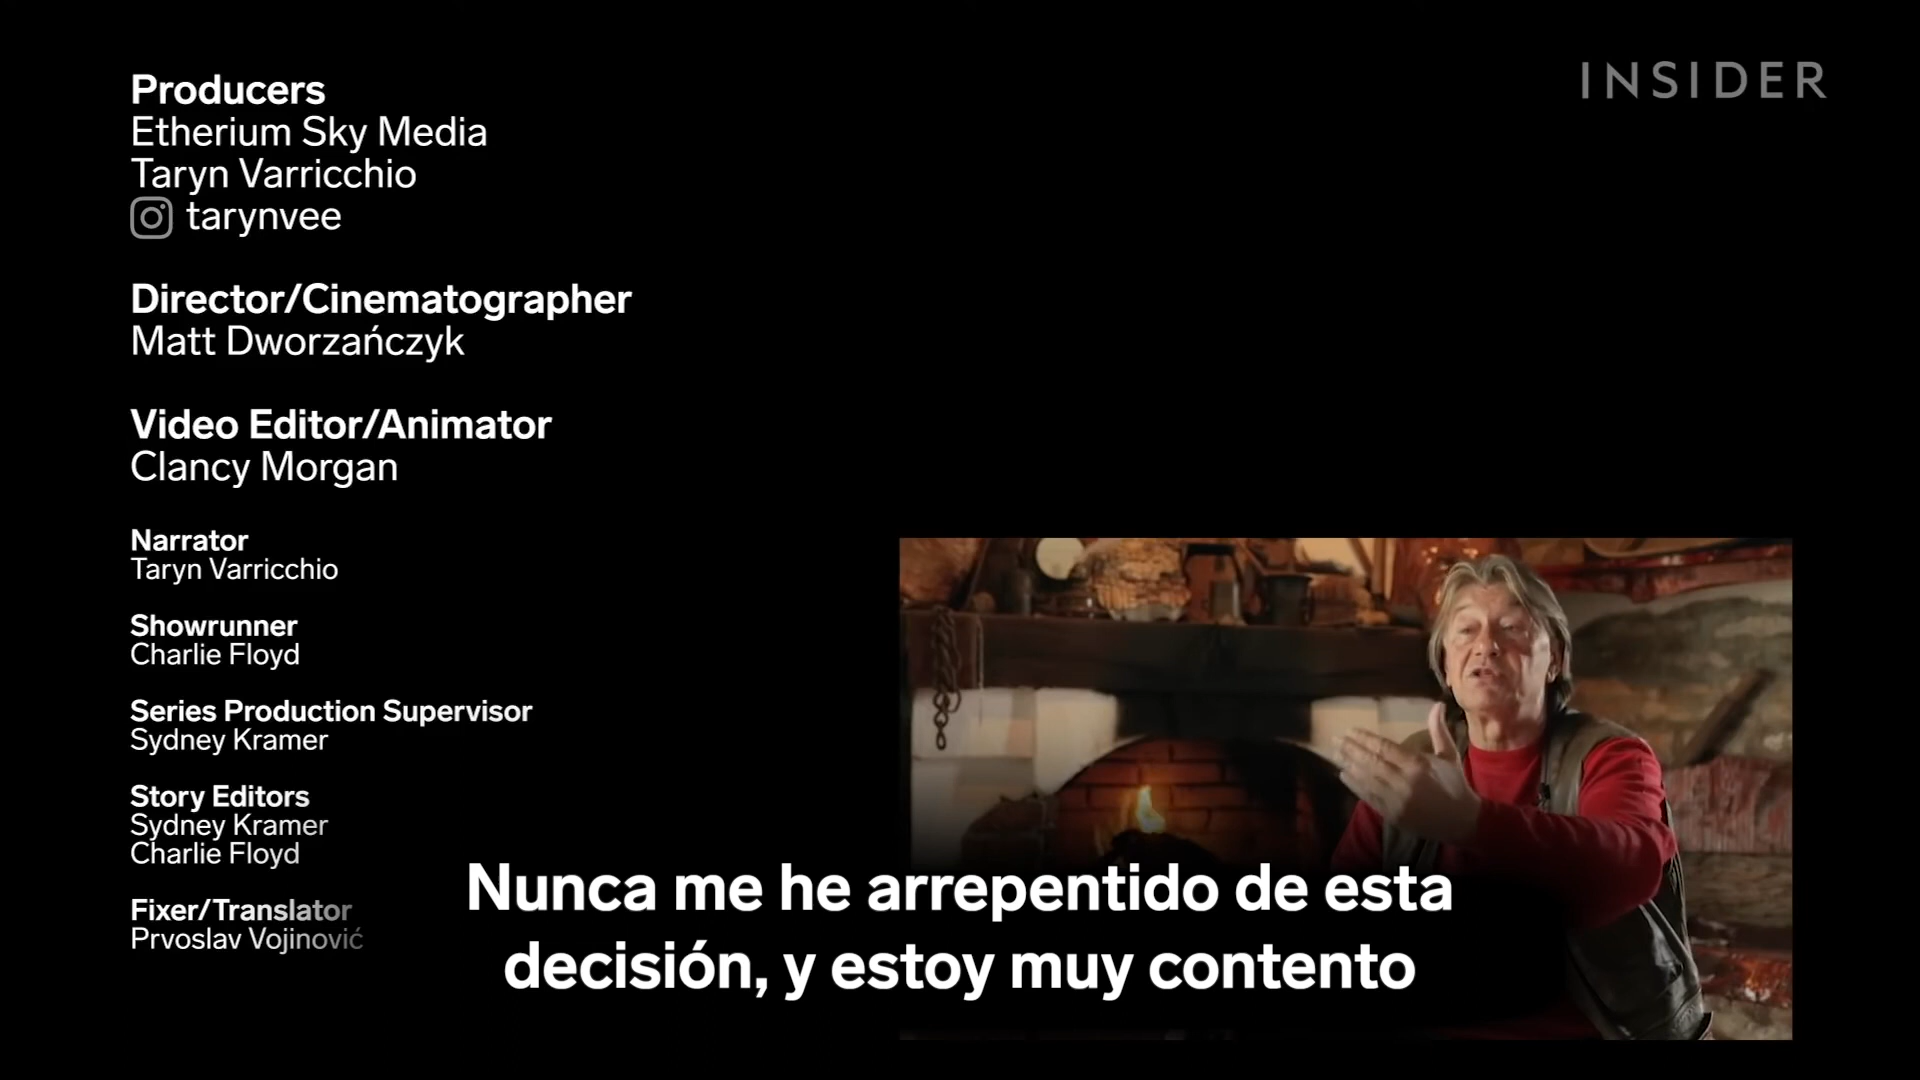 INSIDER
Producers
Etherium Sky Media
Taryn Varricchio
tarynvee
Director/Cinematographer
Matt Dworzańczyk
Video Editor/Animator
Clancy Morgan
Narrator
Taryn Varricchio
Showrunner
Charlie Floyd
Series Production Supervisor
Sydney Kramer
Story Editors
Sydney Kramer
Charlie Floyd
Fixer/Translator
Prvoslav Vojinović
Nunca me he arrepentido de esta
decisión, y estoy muy contento